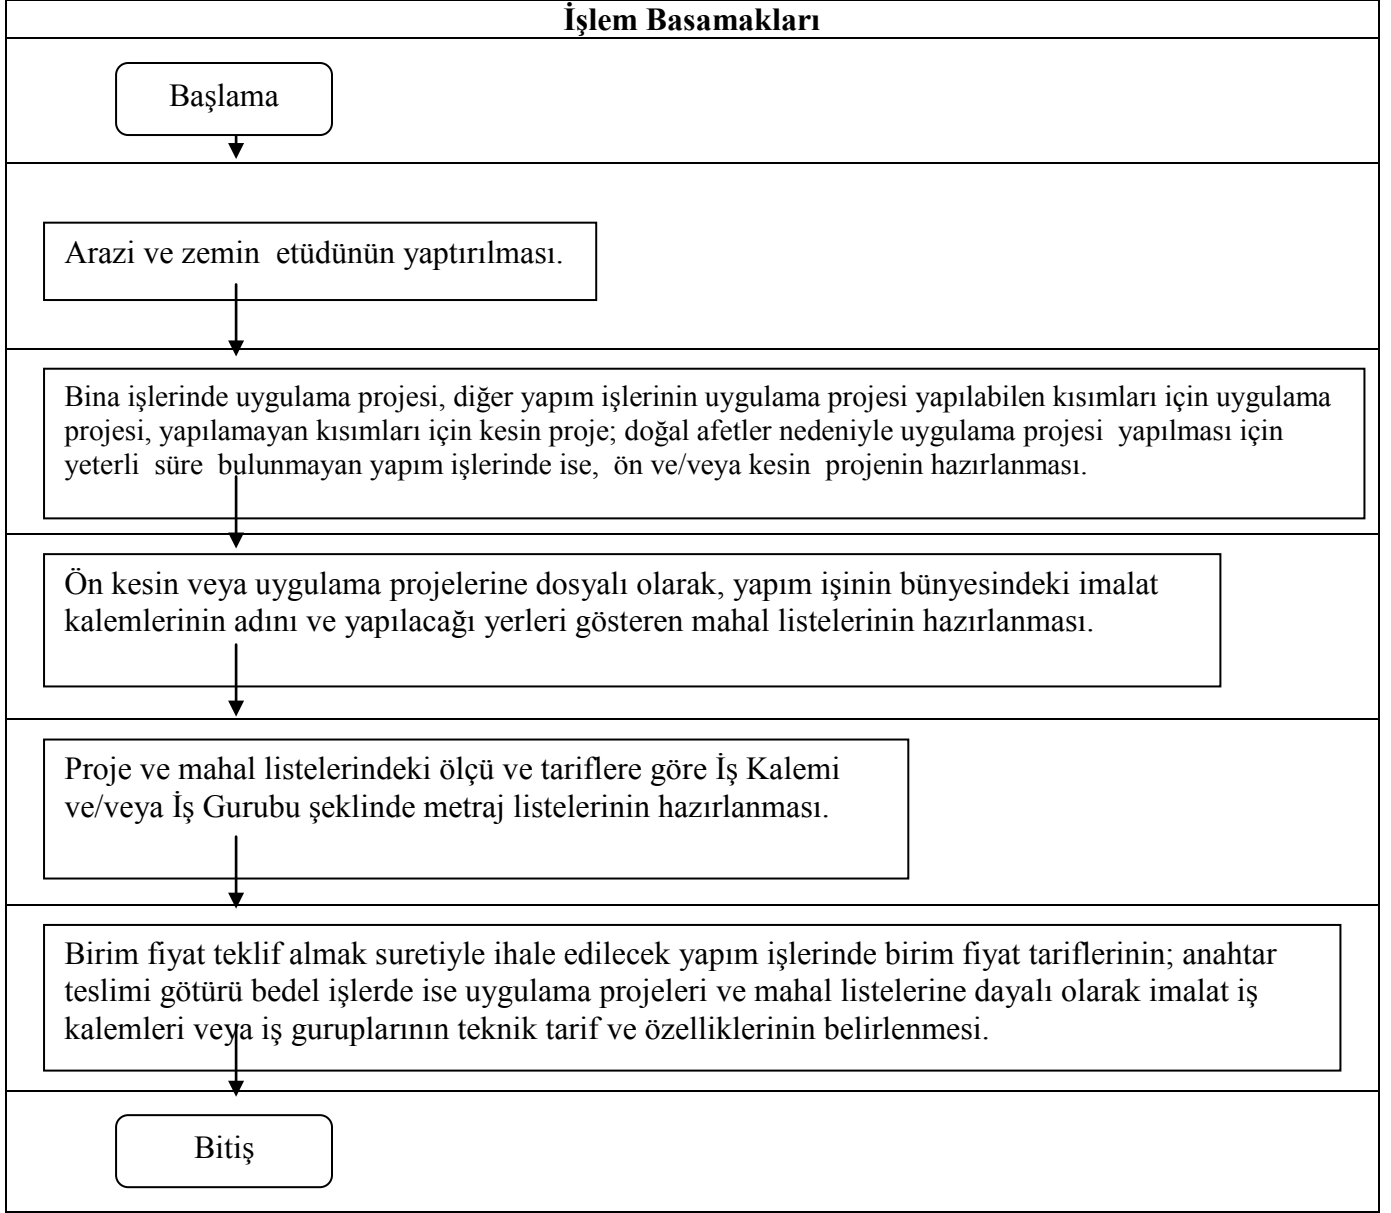 İşlem Basamakları
Başlama
Arazi ve zemin etüdünün yaptırılması.
Bina işlerinde uygulama projesi, diğer yapım işlerinin uygulama projesi yapılabilen kısımları için uygulama
projesi, yapılamayan kısımları için kesin proje; doğal afetler nedeniyle uygulama projesi yapılması için
yeterli süre bulunmayan yapım işlerinde ise, ön ve/veya kesin projenin hazırlanması.
Ön kesin veya uygulama projelerine dosyalı olarak, yapım işinin bünyesindeki imalat
kalemlerinin adını ve yapılacağı yerleri gösteren mahal listelerinin hazırlanması.
Proje ve mahal listelerindeki ölçü ve tariflere göre İş Kalemi
ve/veya İş Gurubu şeklinde metraj listelerinin hazırlanması.
Birim fiyat teklif almak suretiyle ihale edilecek yapım işlerinde birim fiyat tariflerinin; anahtar
teslimi götürü bedel işlerde ise uygulama projeleri ve mahal listelerine dayalı olarak imalat iş
kalemleri veya iş guruplarının teknik tarif ve özelliklerinin belirlenmesi.
Bitiş